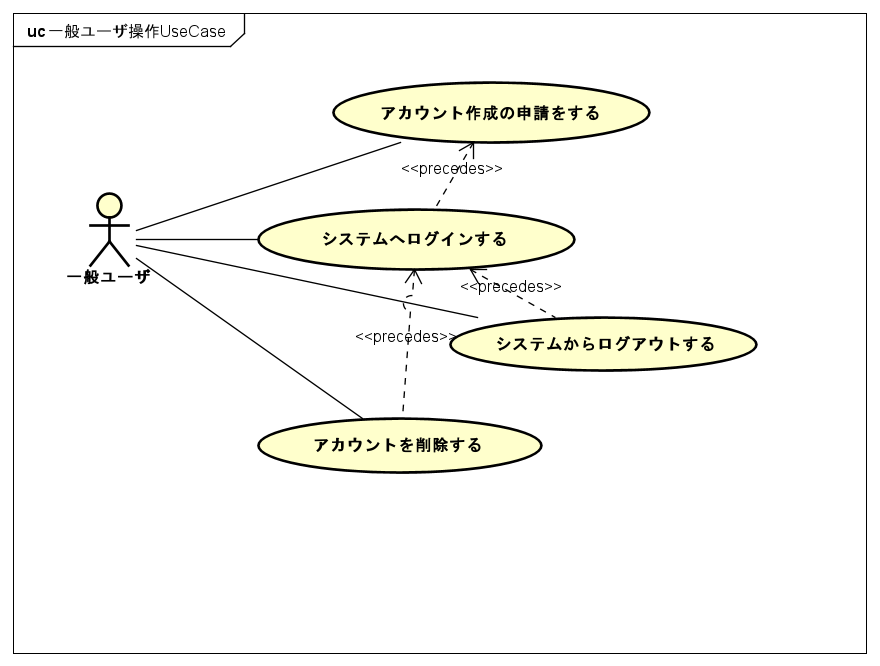 uc 一般ユーザ操作UseCase
アカウント作成の申請をする
<<precedes>>
システムへログインする
一般ユーザ
<<precedes>>
<<precedes>>
システムからログアウトする
アカウントを削除する